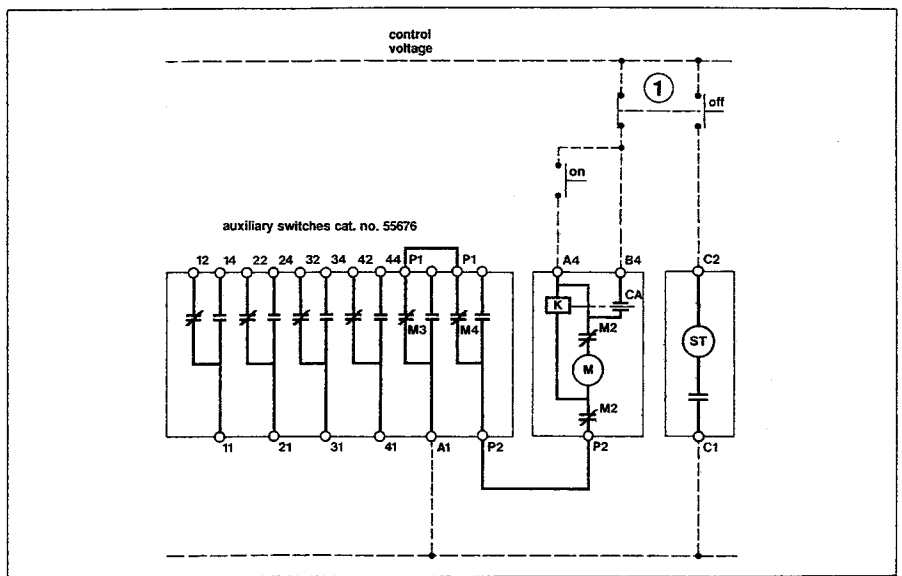 control
voltage
1
off
on
auxiliary switches cat. no. 55676
12 14 22 24 32 34 42 44 P1 P1 A4 B4 C2
K CA
M3 M4 M2
M ST
M2
11 21 31 41 A1 P2 P2 C1